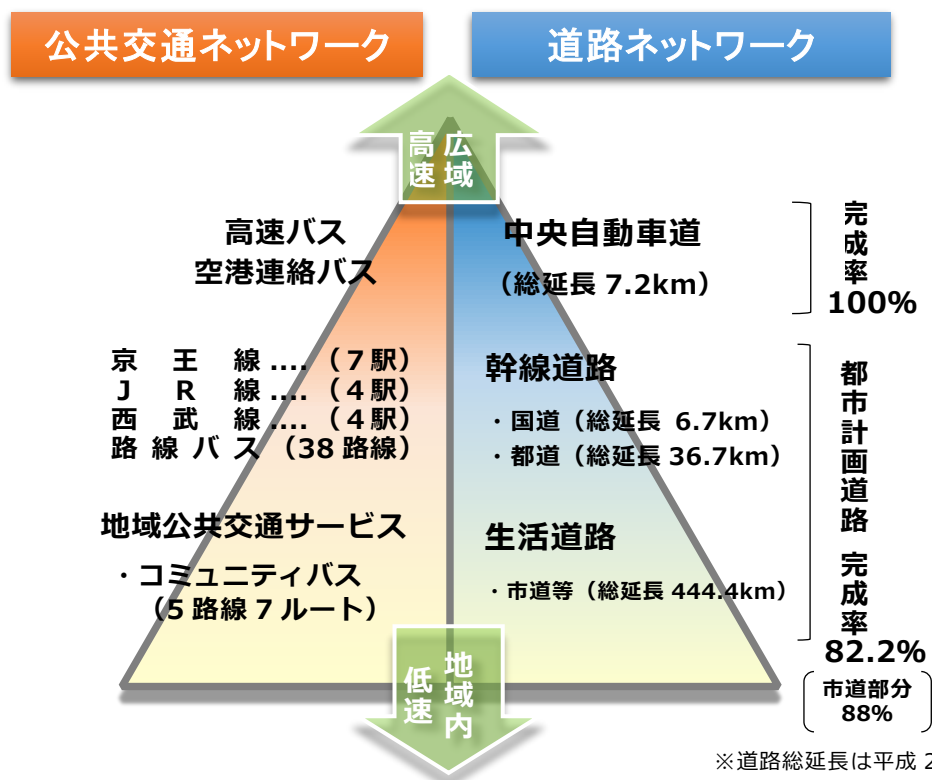 公共交通ネットワーク
道路ネットワーク
高速
広域
高速バス
空港連絡バス
京王線....（7駅）
JR線....（4駅）
西武線....（4駅）
路線バス（38路線）
地域公共交通サービス
・コミュニティバス
（5路線7ルート）
中央自動車道
（総延長 7.2km）
幹線道路
・国道（総延長 6.7km）
・都道（総延長 36.7km）
生活道路
・市道等（総延長 444.4km）
完成率
100%
都市計画道路 完成率
82.2%
市道部分
88%
低速
地域内
※道路総延長は平成 2